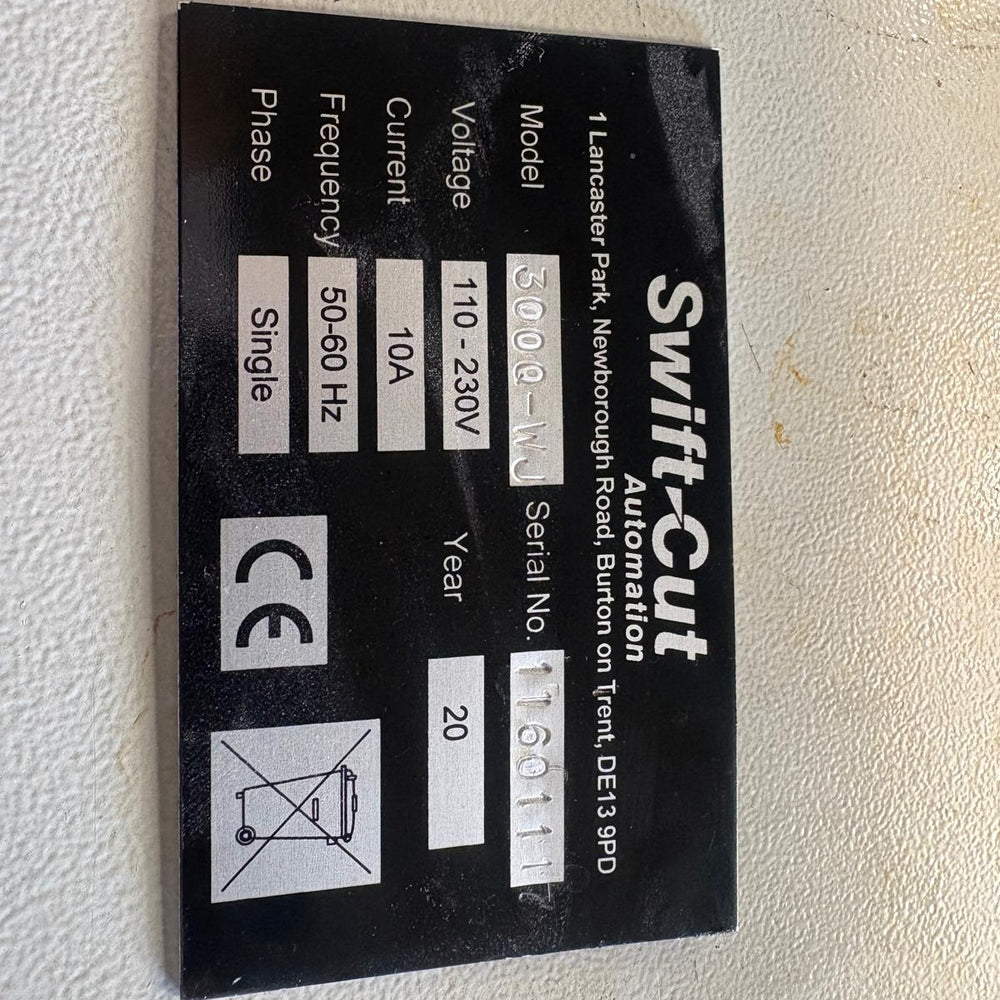 Swift-Cut
Automation
1 Lancaster Park, Newborough Road, Burton on Trent, DE13 9PD
Model 3000-WJ Serial No. 11601117
Voltage 110 - 230V Year 20
Current 10A
Frequency 50-60 Hz
Phase Single CE